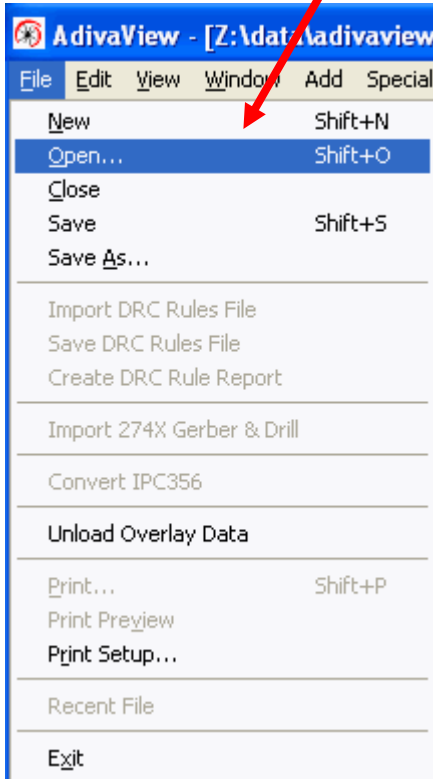 AdivaView - [Z:\data\adivaview
File Edit View Window Add Special
New Shift+N
Open... Shift+O
Close
Save Shift+S
Save As...
Import DRC Rules File
Save DRC Rules File
Create DRC Rule Report
Import 274X Gerber & Drill
Convert IPC356
Unload Overlay Data
Print... Shift+P
Print Preview
Print Setup...
Recent File
Exit